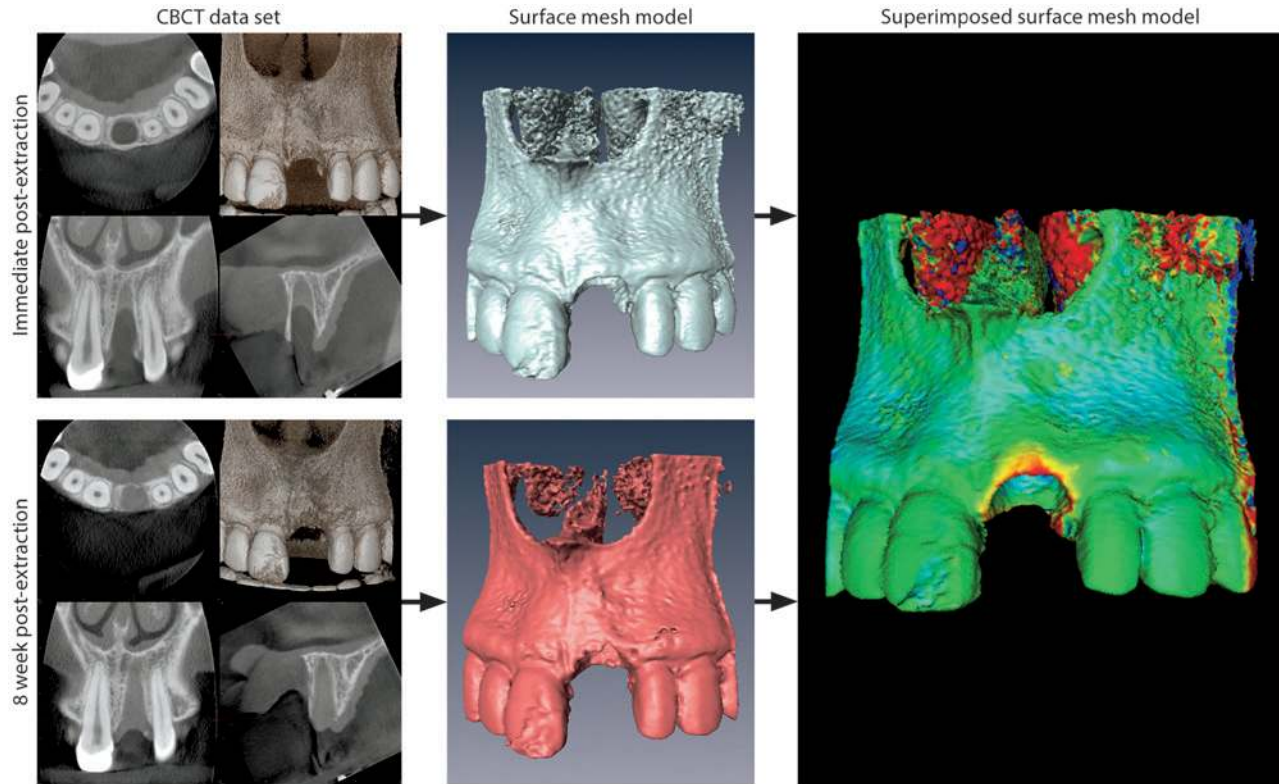 CBCT data set
Surface mesh model
Superimposed surface mesh model
Immediate post-extraction
8 week post-extraction